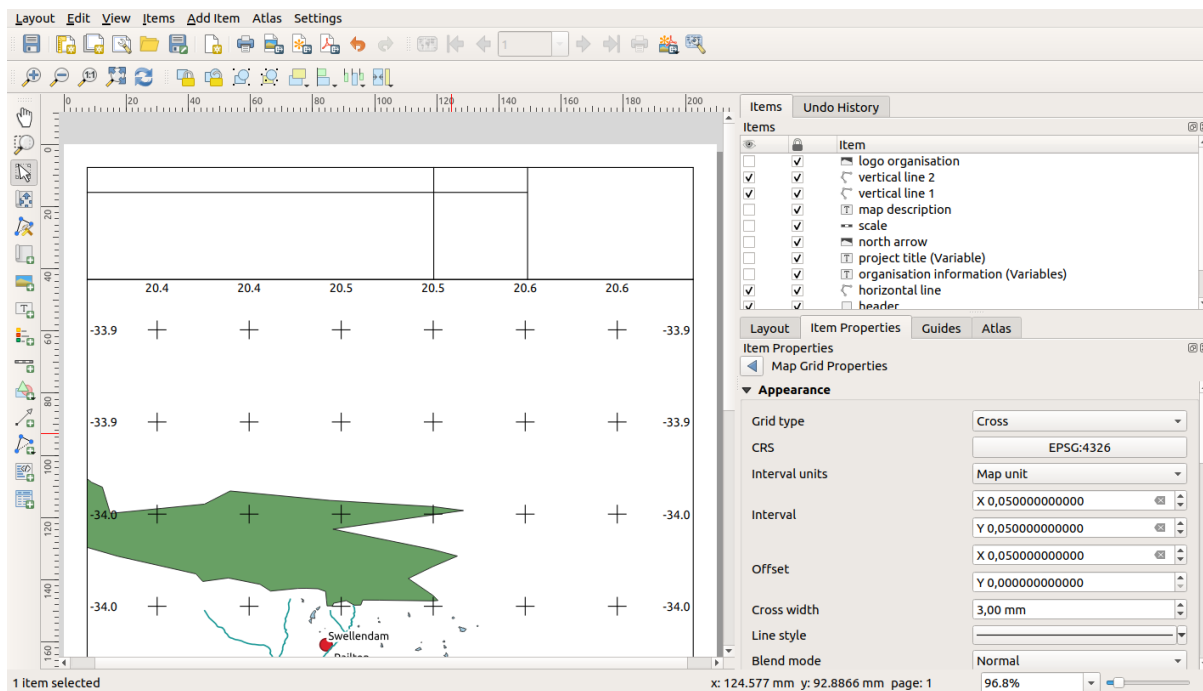 Layout Edit View Items Add Item Atlas Settings
1
0 20 40 60 80 100 120 140 160 180 200
Items Undo History
Items
Item
logo organisation
vertical line 2
vertical line 1
map description
scale
north arrow
project title (Variable)
organisation information (Variables)
horizontal line
header
0
20
40
60
80
100
120
140
160
20.4 20.4 20.5 20.5 20.6 20.6
-33.9 -33.9
-33.9 -33.9
-34.0 -34.0
-34.0 -34.0
Swellendam
Layout Item Properties Guides Atlas
Item Properties
Map Grid Properties
Appearance
Grid type Cross
CRS EPSG:4326
Interval units Map unit
Interval
X 0,050000000000
Y 0,050000000000
Offset
X 0,050000000000
Y 0,000000000000
Cross width 3,00 mm
Line style
Blend mode Normal
1 item selected
x: 124.577 mm y: 92.8866 mm page: 1
96.8%